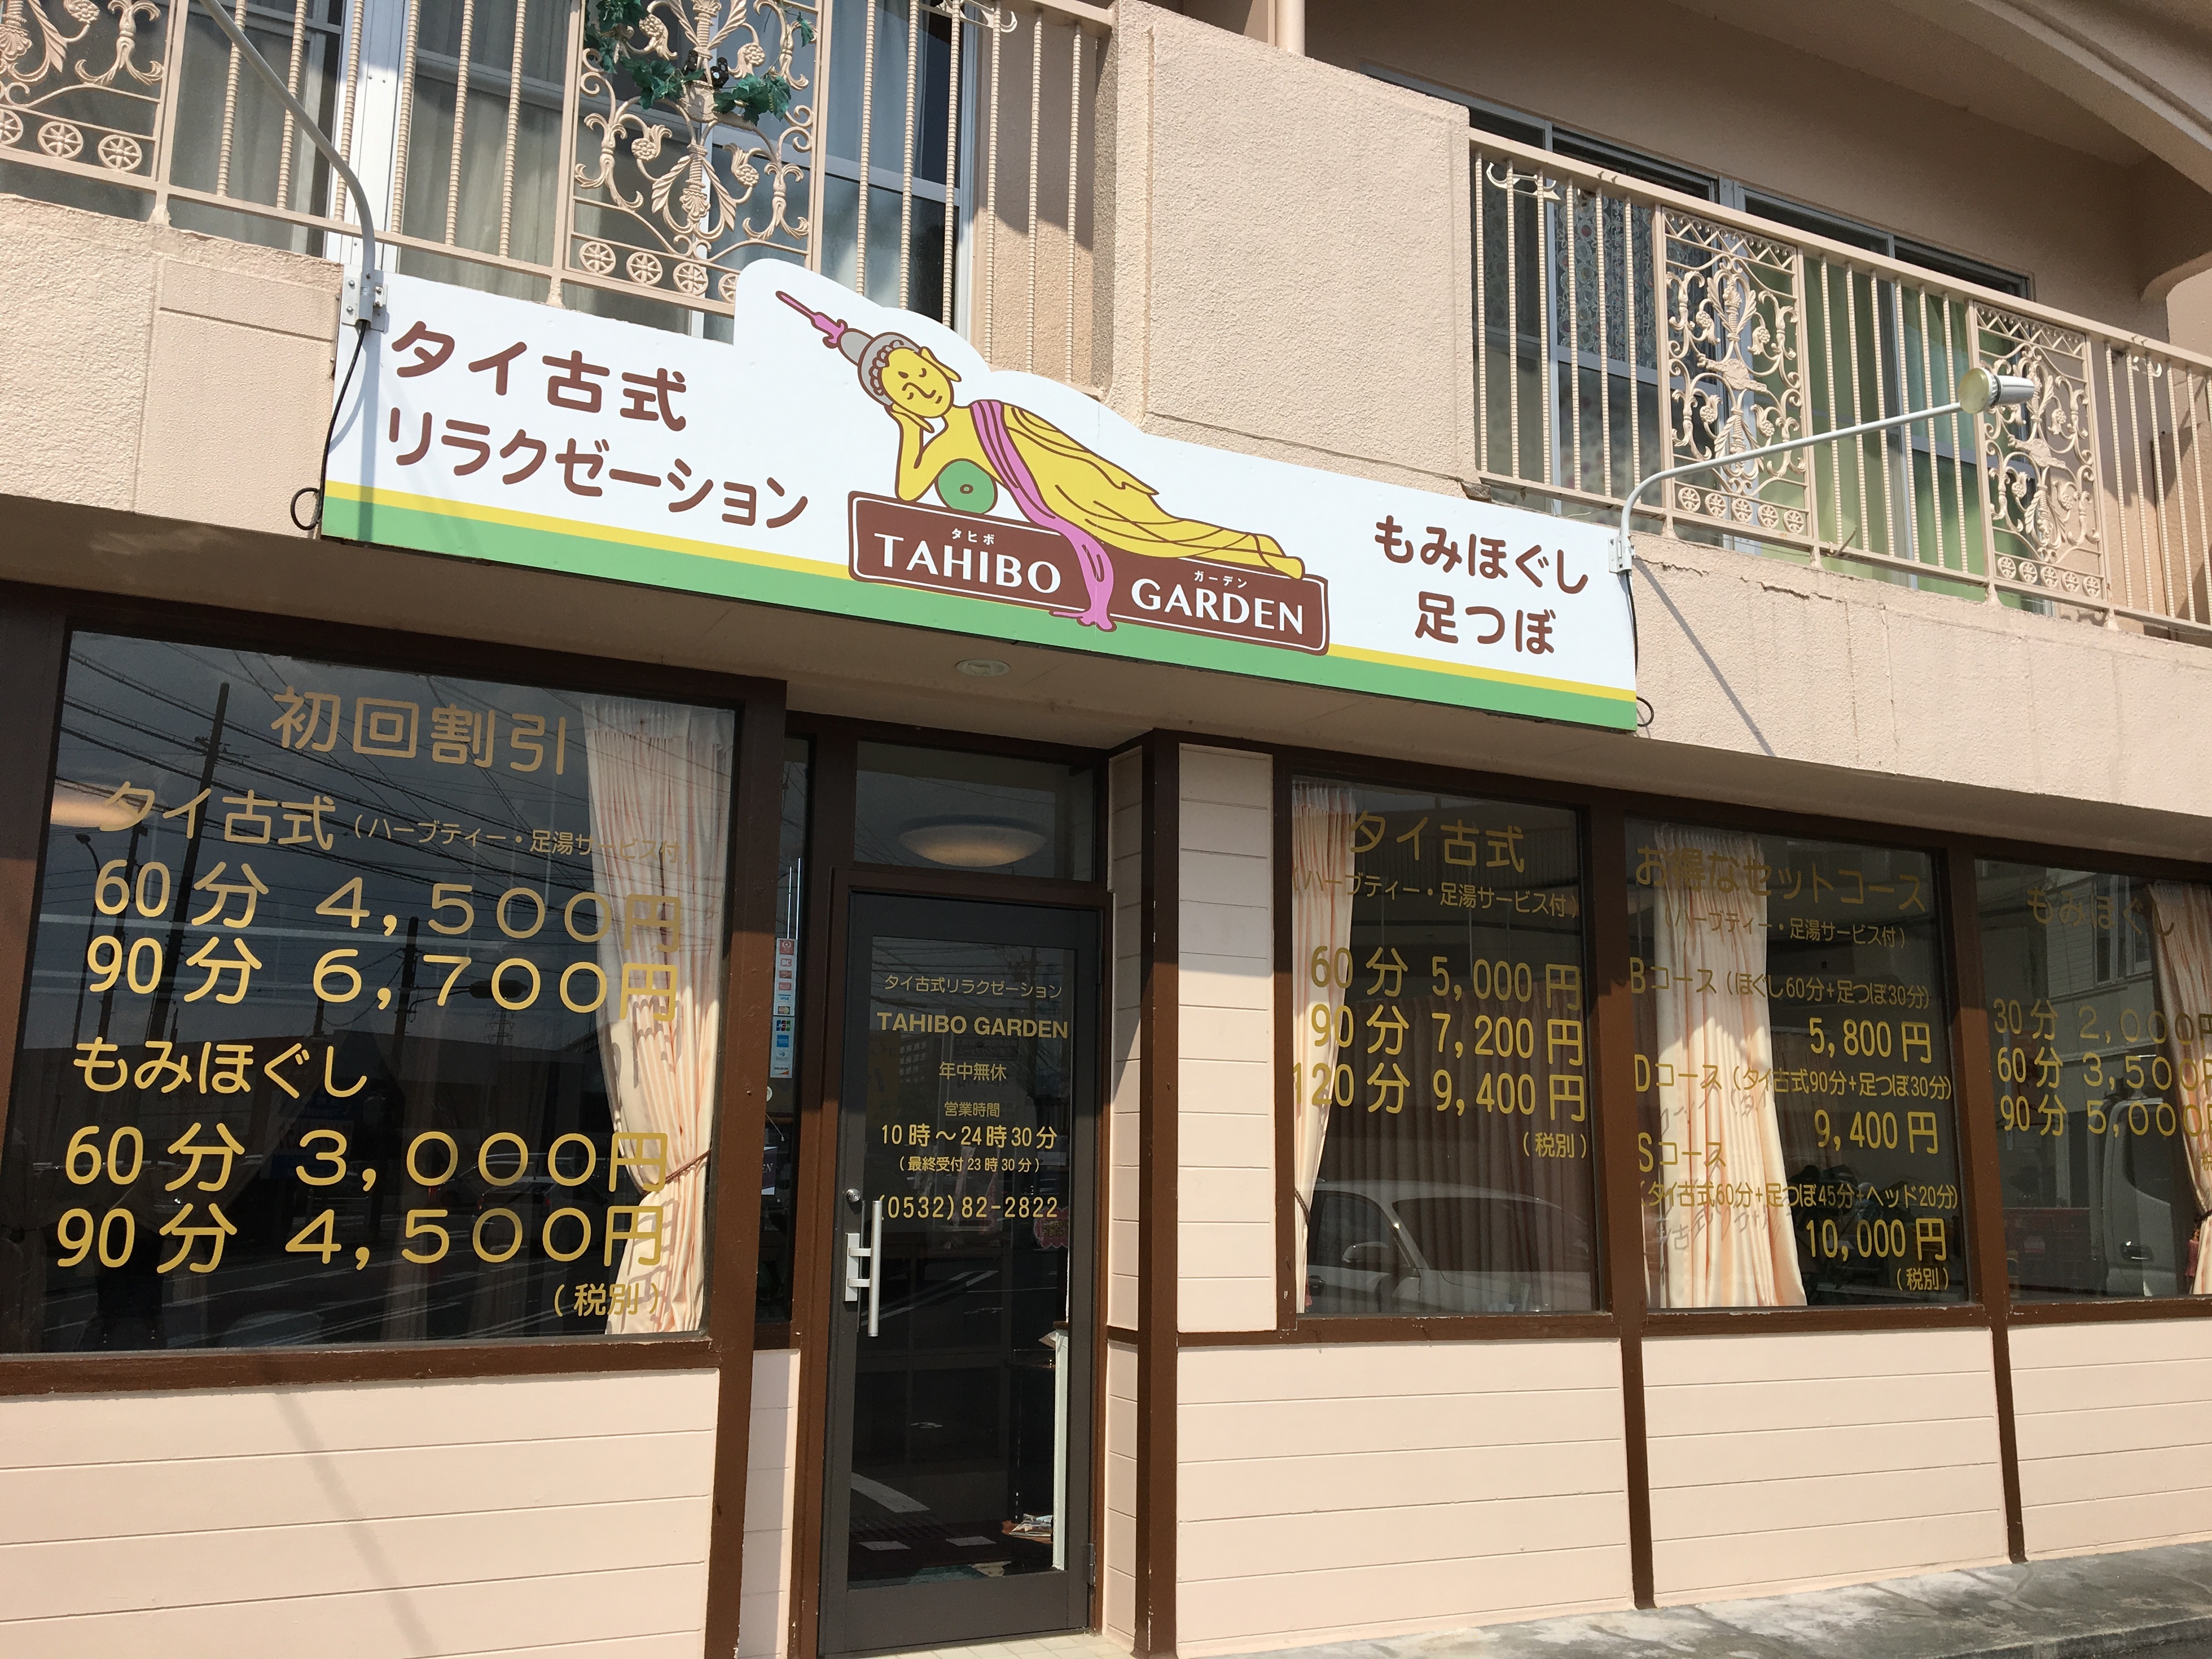 タイ古式
リラクゼーション
タヒボ
TAHIBO
ガーデン
GARDEN
もみほぐし
足つぼ
初回割引
タイ古式（ハーブティー・足湯サービス付）
60分 4,500円
90分 6,700円
もみほぐし
60分 3,000円
90分 4,500円
（税別）
タイ古式リラクゼーション
TAHIBO GARDEN
年中無休
営業時間
10時～24時30分
（最終受付23時30分）
(0532)82-2822
タイ古式
（ハーブティー・足湯サービス付）
60分 5,000円
90分 7,200円
120分 9,400円
（税別）
お得なセットコース
（ハーブティー・足湯サービス付）
Bコース（ほぐし60分+足つぼ30分）
5,800円
Dコース（タイ古式90分+足つぼ30分）
9,400円
Sコース
（タイ古式60分+足つぼ45分+ヘッド20分）
10,000円
（税別）
もみほぐし
30分 2,000円
60分 3,500円
90分 5,000円